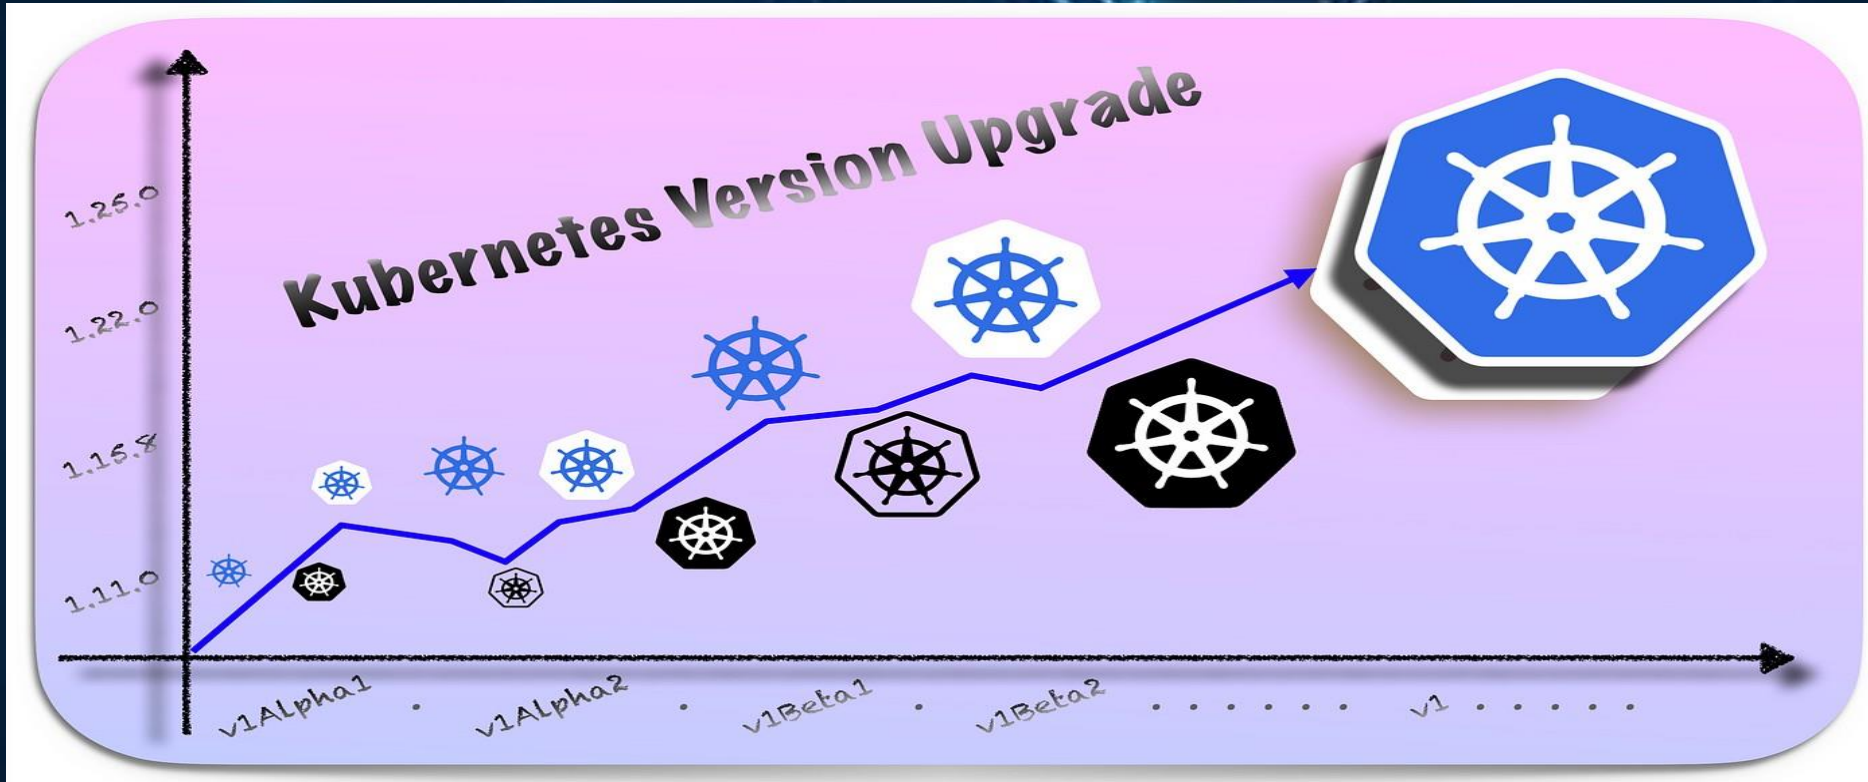 Kubernetes Version Upgrade
1.25.0
1.22.0
1.15.8
1.11.0
v1Alpha1 . v1Alpha2 . v1Beta1 . v1Beta2 . . . . . . . v1 . . . . .